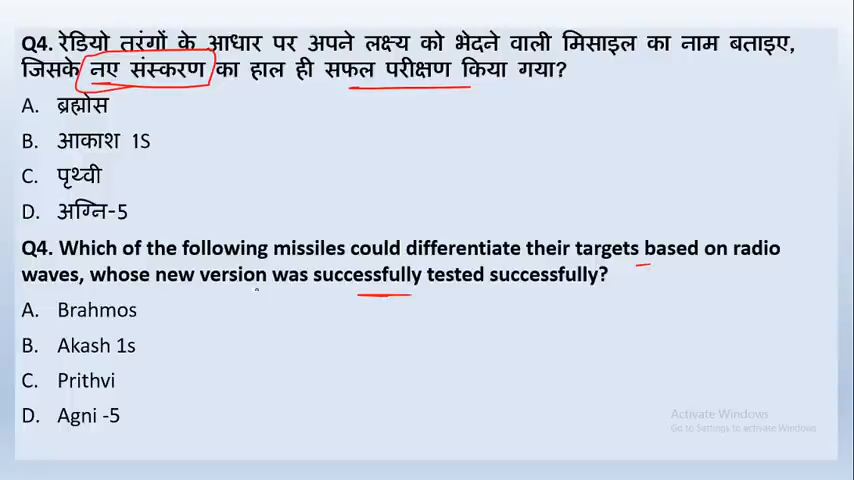 Q4. रेडियो तरंगों के आधार पर अपने लक्ष्य को भेदने वाली मिसाइल का नाम बताइए,
जिसके नए संस्करण का हाल ही सफल परीक्षण किया गया?
A. ब्रह्मोस
B. आकाश 1S
C. पृथ्वी
D. अग्नि-5
Q4. Which of the following missiles could differentiate their targets based on radio
waves, whose new version was successfully tested successfully?
A. Brahmos
B. Akash 1s
C. Prithvi
D. Agni -5
Activate Windows
Go to Settings to activate Windows